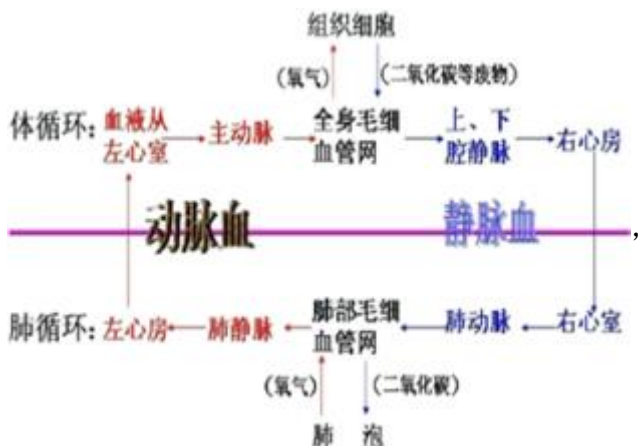 组织细胞
（氧气）
（二氧化碳等废物）
体循环：
血液从
左心室
主动脉
全身毛细
血管网
上、下
腔静脉
右心房
动脉血
静脉血
，
肺循环：
左心房
肺静脉
肺部毛细
血管网
肺动脉
右心室
（氧气）
（二氧化碳）
肺 泡